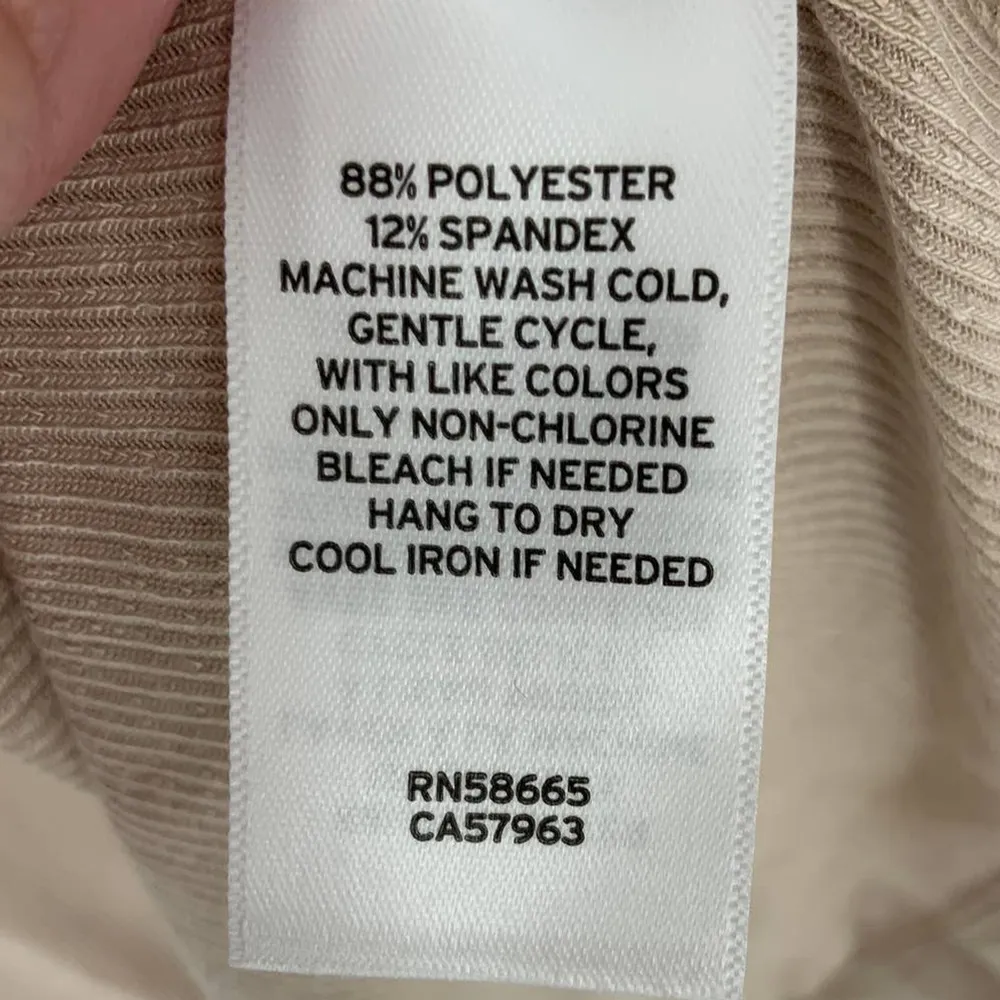 88% POLYESTER
12% SPANDEX
MACHINE WASH COLD,
GENTLE CYCLE,
WITH LIKE COLORS
ONLY NON-CHLORINE
BLEACH IF NEEDED
HANG TO DRY
COOL IRON IF NEEDED
RN58665
CA57963